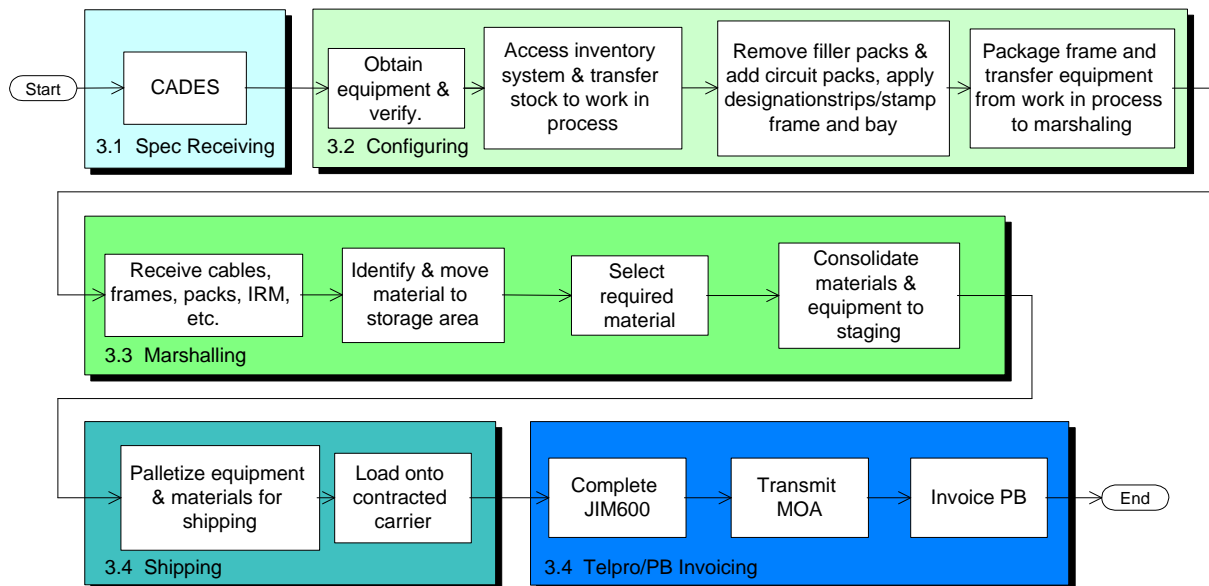 Start
CADES
3.1 Spec Receiving
Obtain
equipment &
verify.
Access inventory
system & transfer
stock to work in
process
Remove filler packs &
add circuit packs, apply
designationstrips/stamp
frame and bay
Package frame and
transfer equipment
from work in process
to marshaling
3.2 Configuring
Receive cables,
frames, packs, IRM,
etc.
Identify & move
material to
storage area
Select
required
material
Consolidate
materials &
equipment to
staging
3.3 Marshalling
Palletize equipment
& materials for
shipping
Load onto
contracted
carrier
3.4 Shipping
Complete
JIM600
Transmit
MOA
Invoice PB
3.4 Telpro/PB Invoicing
End